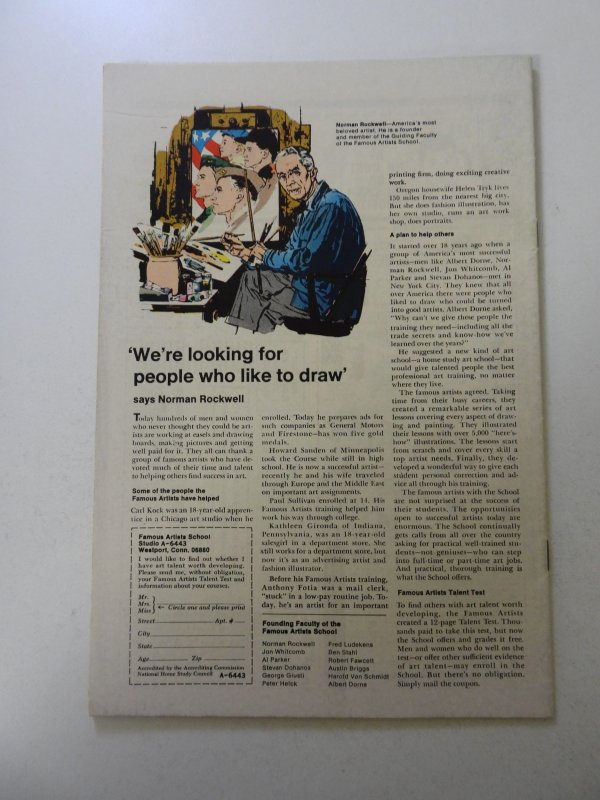 Norman Rockwell—America's most
beloved artist. He is a founder
and member of the Guiding Faculty
of the Famous Artists School.
'We're looking for
people who like to draw'
says Norman Rockwell
Today hundreds of men and women
who never thought they could be art-
ists are working at easels and drawing
boards, making pictures and getting
well paid for it. They all can thank a
group of famous artists who have de-
voted much of their time and talent
to helping others find success in art.
Some of the people the
Famous Artists have helped
Carl Kock was an 18-year-old appren-
tice in a Chicago art studio when he
Famous Artists School
Studio A-6443
Westport, Conn. 06880
I would like to find out whether I
have art talent worth developing.
Please send me, without obligation,
your Famous Artists Talent Test and
information about your courses.
Mr.
Mrs.
Miss
Circle one and please print
Street Apt. #
City
State
Age Zip
Accredited by the Accrediting Commission
National Home Study Council A-6443
enrolled. Today he prepares ads for
such companies as General Motors
and Firestone—has won five gold
medals.
Howard Sanden of Minneapolis
took the Course while still in high
school. He is now a successful artist—
recently he and his wife traveled
through Europe and the Middle East
on important art assignments.
Paul Sullivan enrolled at 14. His
Famous Artists training helped him
work his way through college.
Kathleen Gironda of Indiana,
Pennsylvania, was an 18-year-old
salesgirl in a department store. She
still works for a department store, but
now it's as an advertising artist and
fashion illustrator.
Before his Famous Artists training,
Anthony Fotia was a mail clerk,
"stuck" in a low-pay routine job. To-
day, he's an artist for an important
Founding Faculty of the
Famous Artists School
Norman Rockwell
Jon Whitcomb
Al Parker
Stevan Dohanos
George Giusti
Peter Helck
Fred Ludekens
Ben Stahl
Robert Fawcett
Austin Briggs
Harold Von Schmidt
Albert Dorne
printing firm, doing exciting creative
work.
Oregon housewife Helen Tryk lives
150 miles from the nearest big city.
But she does fashion illustration, has
her own studio, runs an art work
shop, does portraits.
A plan to help others
It started over 18 years ago when a
group of America's most successful
artists—men like Albert Dorne, Nor-
man Rockwell, Jon Whitcomb, Al
Parker and Stevan Dohanos—met in
New York City. They knew that all
over America there were people who
liked to draw who could be turned
into good artists. Albert Dorne asked,
"Why can't we give these people the
training they need—including all the
trade secrets and know-how we've
learned over the years?"
He suggested a new kind of art
school—a home study art school—that
would give talented people the best
professional art training, no matter
where they live.
The famous artists agreed. Taking
time from their busy careers, they
created a remarkable series of art
lessons covering every aspect of draw-
ing and painting. They illustrated
their lessons with over 5,000 "here's-
how" illustrations. The lessons start
from scratch and cover every skill a
top artist needs. Finally, they de-
veloped a wonderful way to give each
student personal correction and ad-
vice all through his training.
The famous artists with the School
are not surprised at the success of
their students. The opportunities
open to successful artists today are
enormous. The School continually
gets calls from all over the country
asking for practical well-trained stu-
dents—not geniuses—who can step
into full-time or part-time art jobs.
And practical, thorough training is
what the School offers.
Famous Artists Talent Test
To find others with art talent worth
developing, the Famous Artists
created a 12-page Talent Test. Thou-
sands paid to take this test, but now
the School offers and grades it free.
Men and women who do well on the
test—or offer other sufficient evidence
of art talent—may enroll in the
School. But there's no obligation.
Simply mail the coupon.